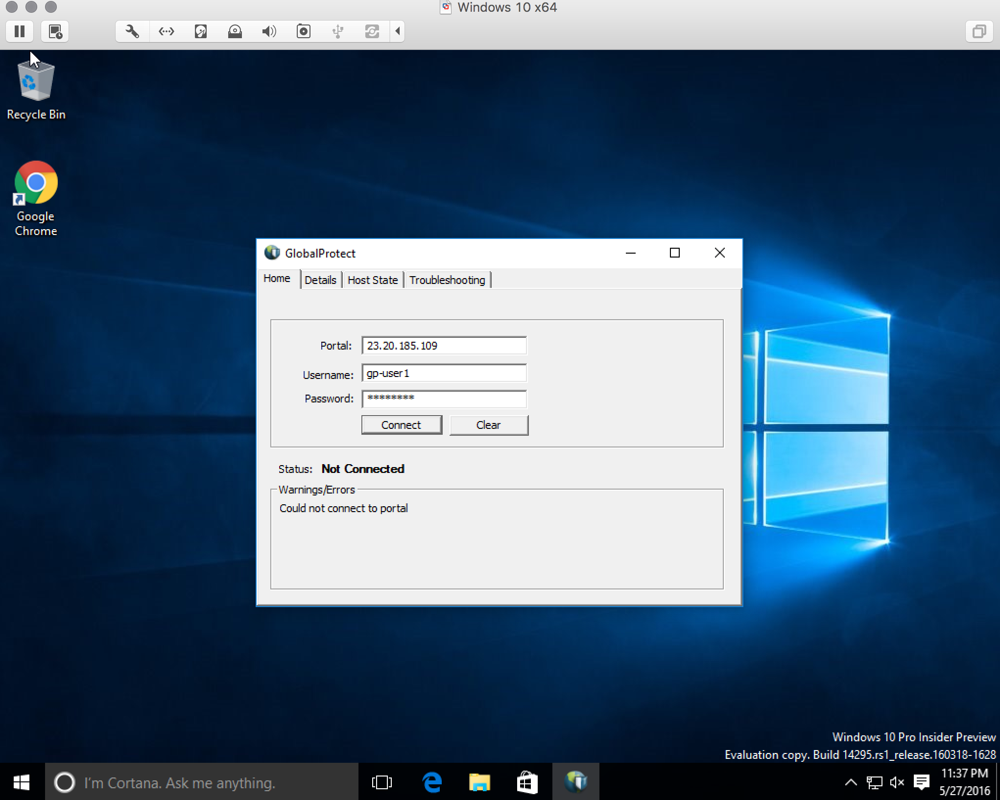 Windows 10 x64
Recycle Bin
Google
Chrome
GlobalProtect
Home
Details
Host State
Troubleshooting
Portal:
23.20.185.109
Username:
gp-user1
Password:
********
Connect
Clear
Status: Not Connected
Warnings/Errors
Could not connect to portal
Windows 10 Pro Insider Preview
Evaluation copy. Build 14295.rs1_release.160318-1628
I'm Cortana. Ask me anything.
11:37 PM
5/27/2016